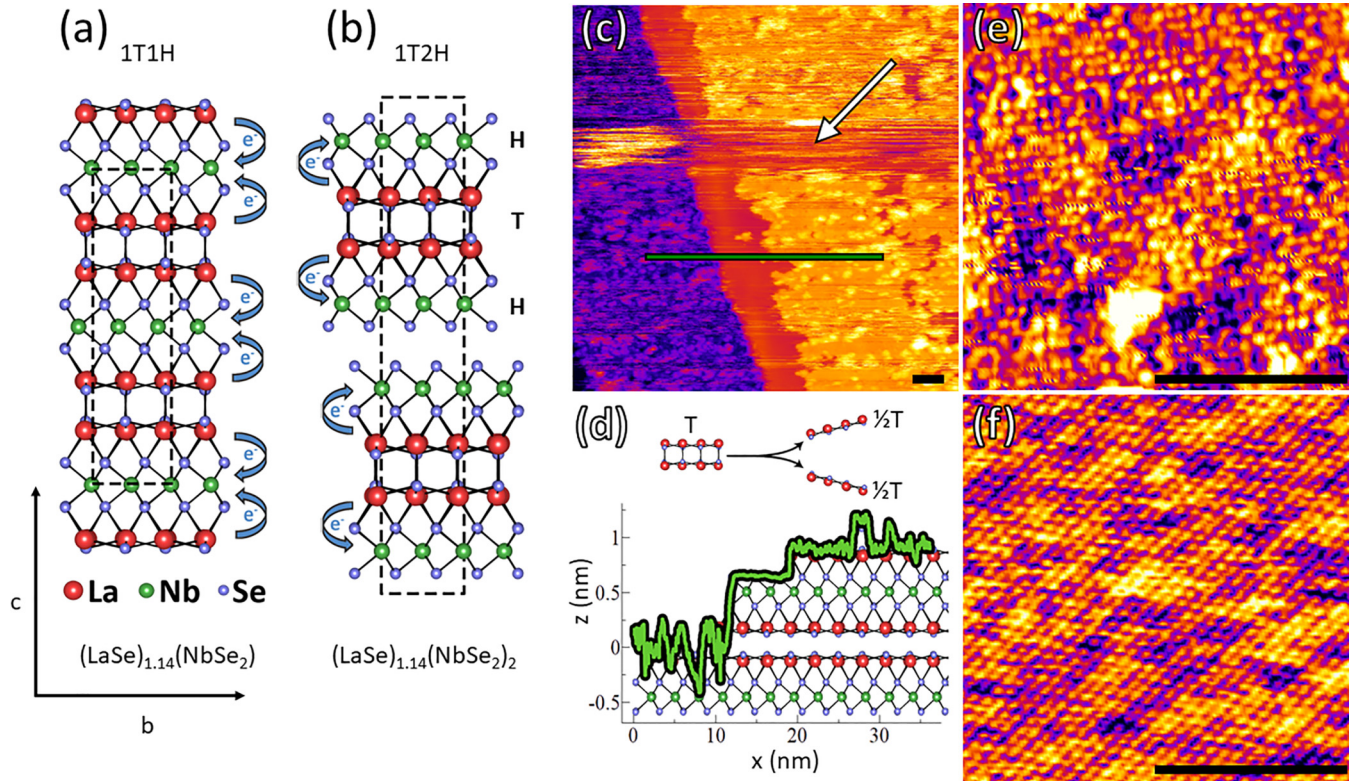 (a)
1T1H
e⁻
e⁻
e⁻
e⁻
e⁻
e⁻
La Nb Se
c
(LaSe)₁.₁₄(NbSe₂)
b
(b)
1T2H
e⁻
e⁻
e⁻
e⁻
H
T
H
(LaSe)₁.₁₄(NbSe₂)₂
(c)
(d)
T
½T
½T
z (nm)
1
0.5
0
-0.5
0 10 20 30
x (nm)
(e)
(f)